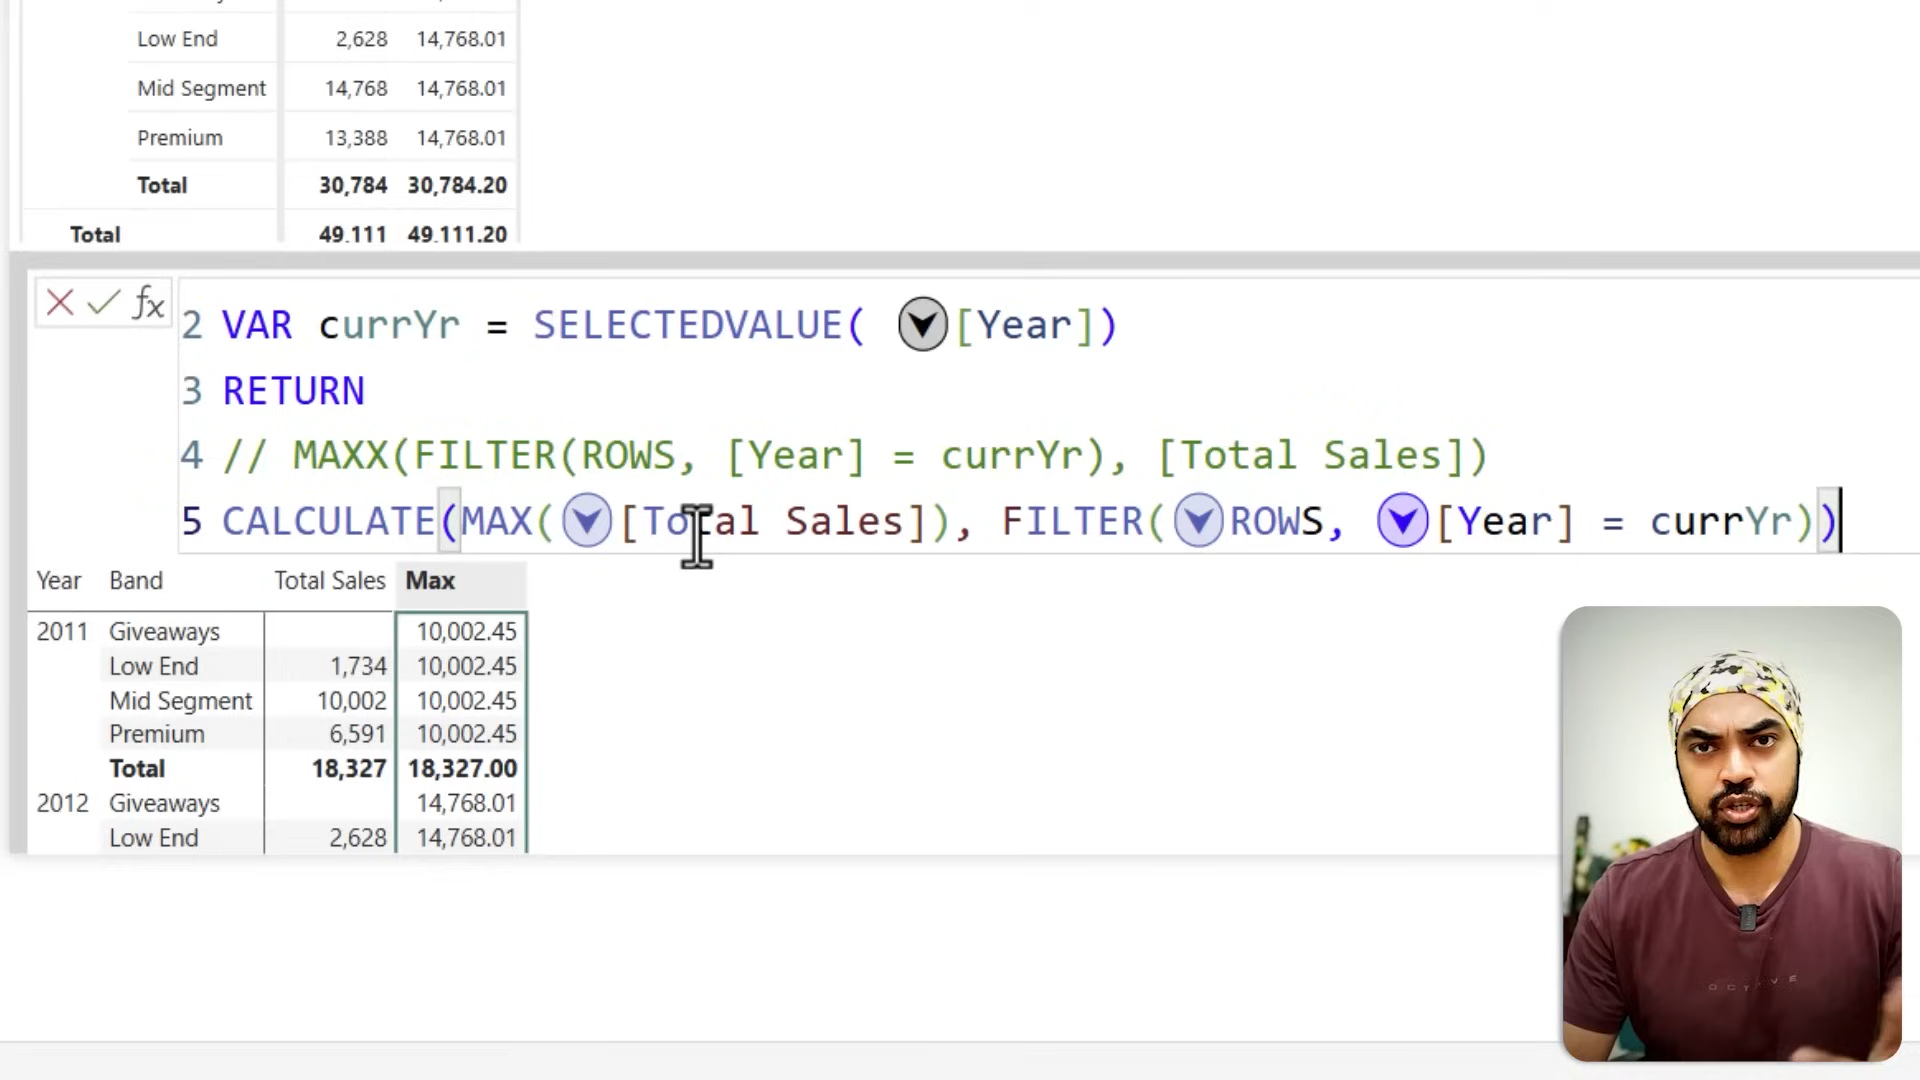 Low End 2,628 14,768.01
Mid Segment 14,768 14,768.01
Premium 13,388 14,768.01
Total 30,784 30,784.20
Total 49,111 49,111.20
fx
2 VAR currYr = SELECTEDVALUE( [Year])
3 RETURN
4 // MAXX(FILTER(ROWS, [Year] = currYr), [Total Sales])
5 CALCULATE(MAX( [Total Sales]), FILTER( ROWS, [Year] = currYr))
Year Band Total Sales Max
2011 Giveaways 10,002.45
Low End 1,734 10,002.45
Mid Segment 10,002 10,002.45
Premium 6,591 10,002.45
Total 18,327 18,327.00
2012 Giveaways 14,768.01
Low End 2,628 14,768.01